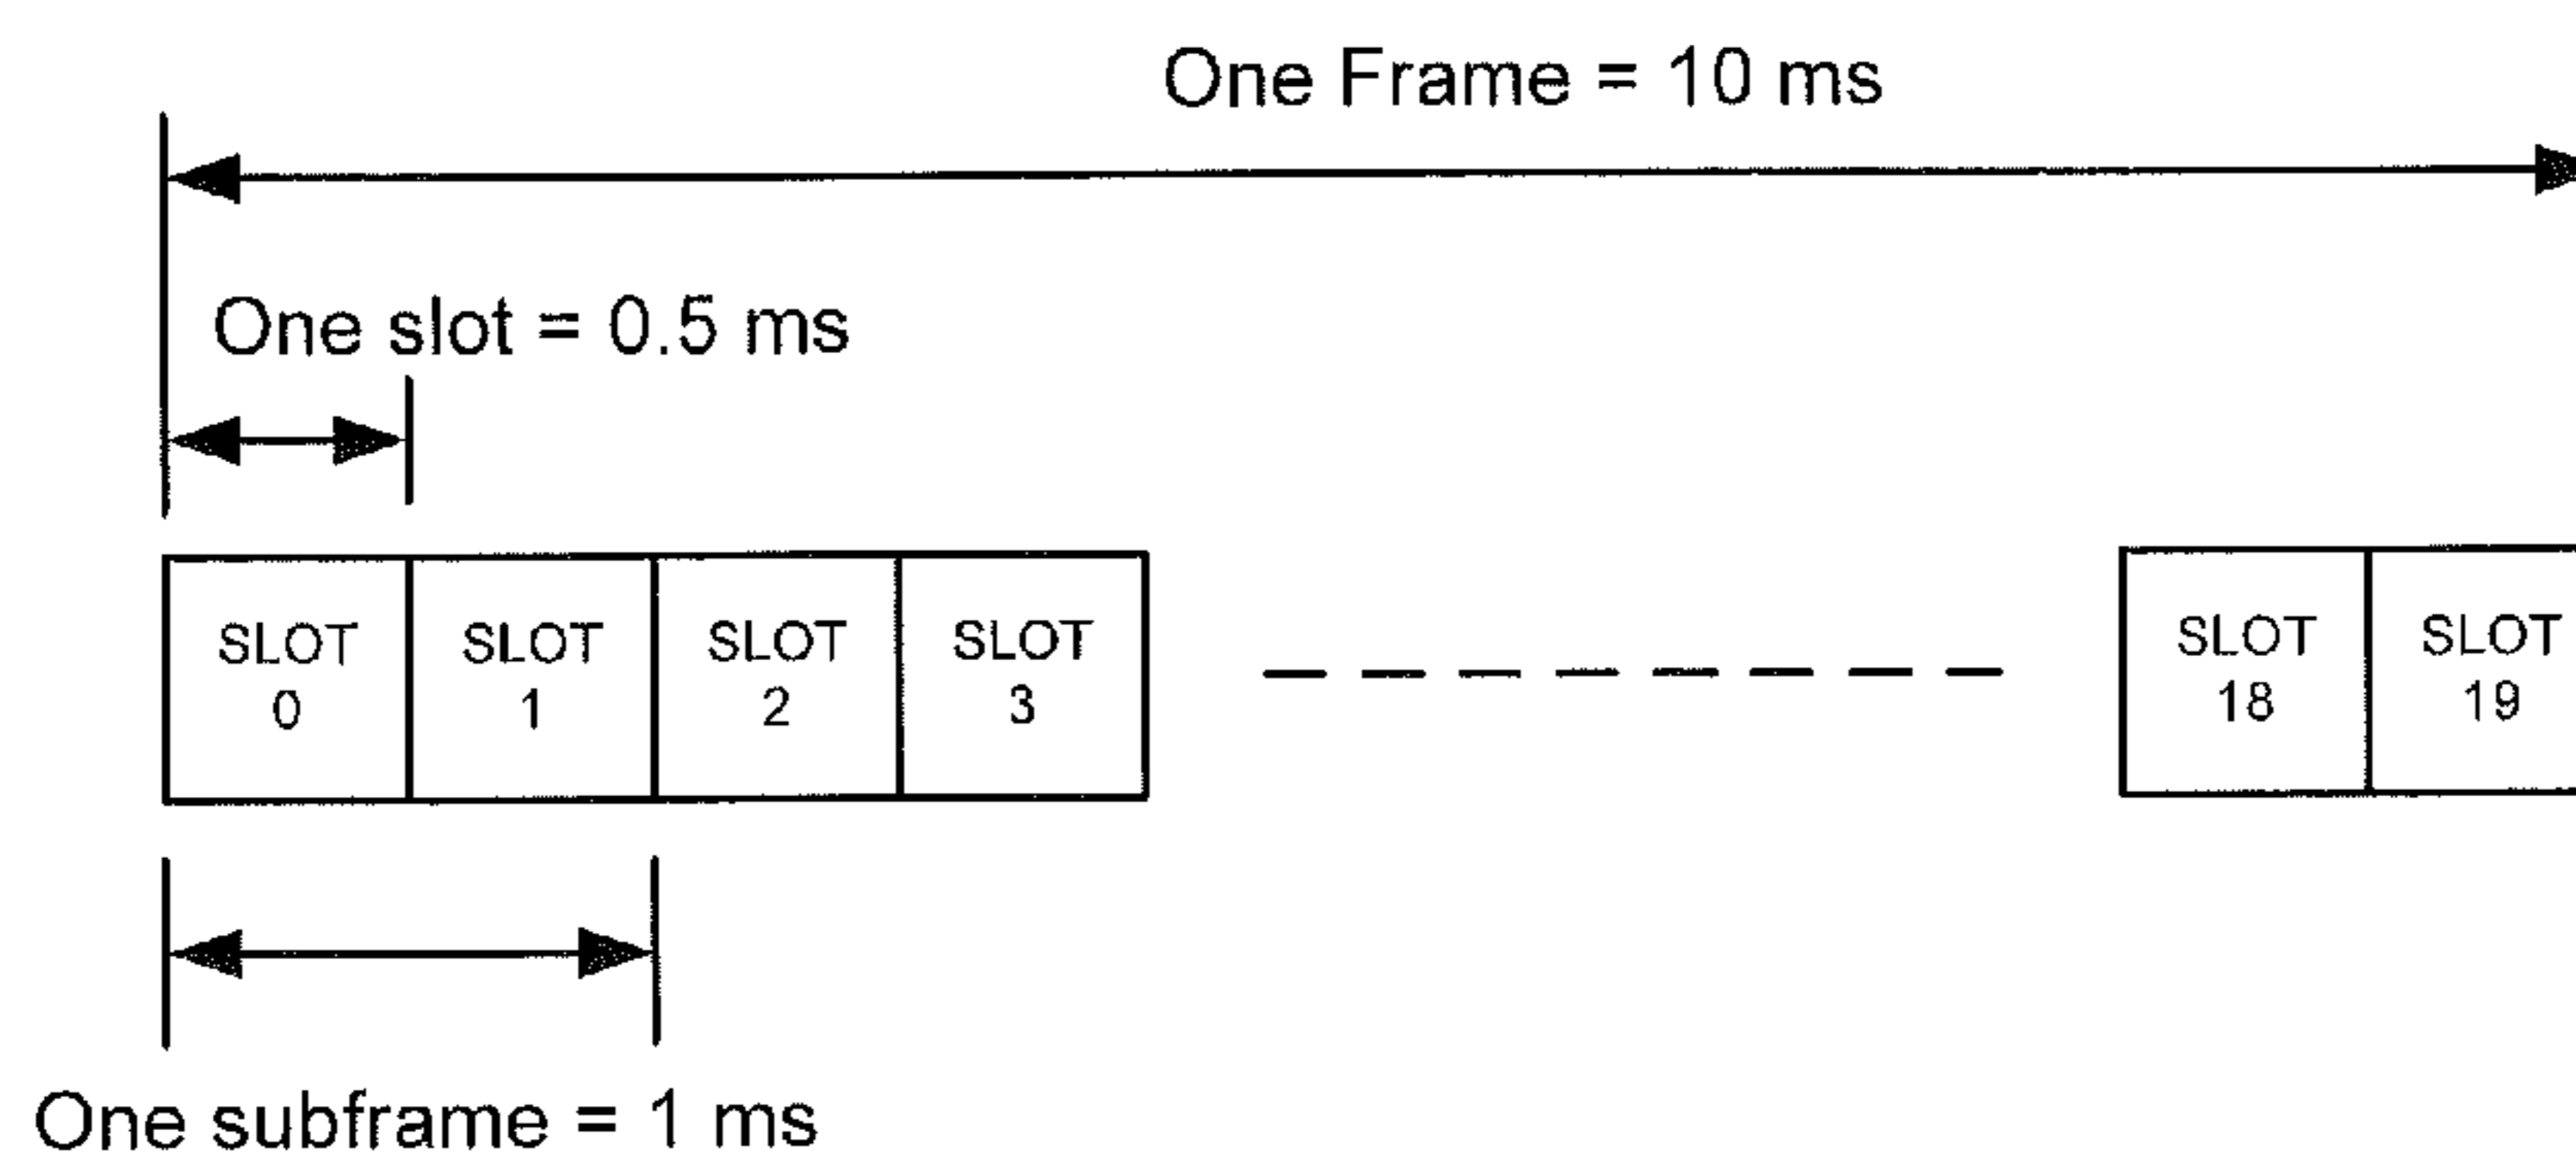 One Frame = 10 ms
One slot = 0.5 ms
SLOT 0
SLOT 1
SLOT 2
SLOT 3
SLOT 18
SLOT 19
One subframe = 1 ms